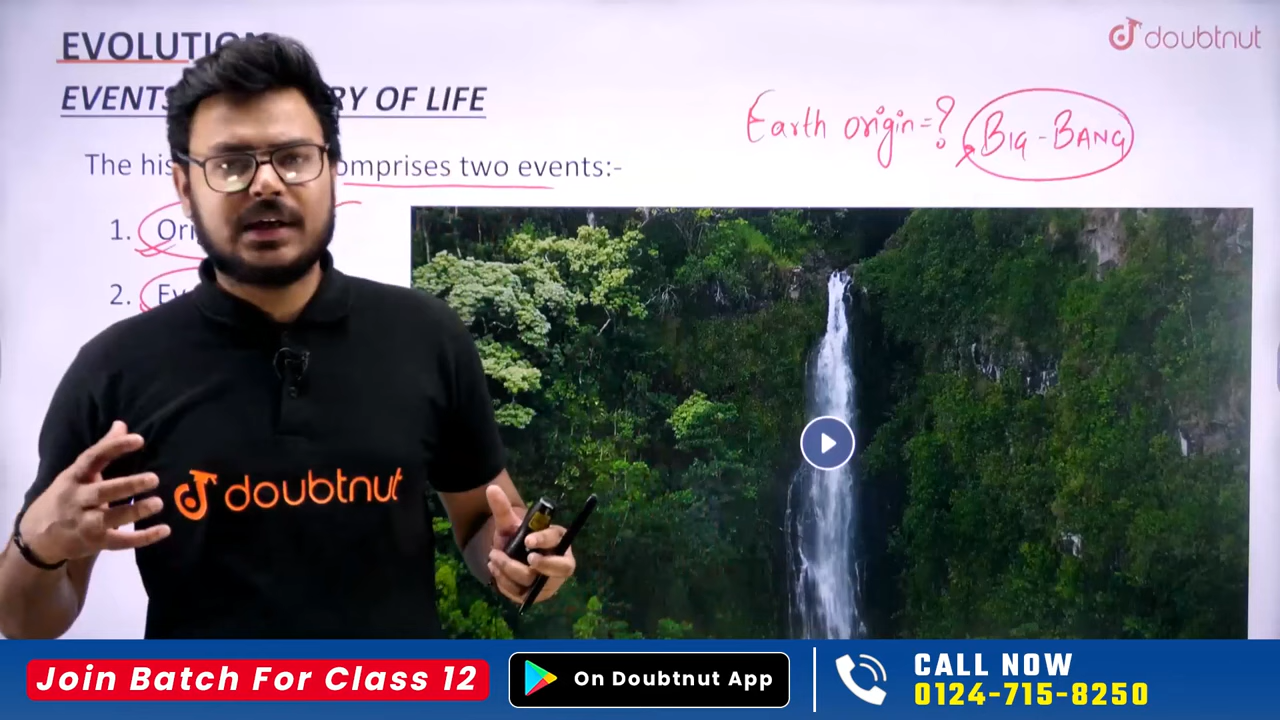 EVOLUTION
doubtnut
EVENTS RY OF LIFE
Earth origin=? BIG-BANG
The his omprises two events:-
1. Ori
2. Ev
doubtnut
Join Batch For Class 12
On Doubtnut App
CALL NOW
0124-715-8250